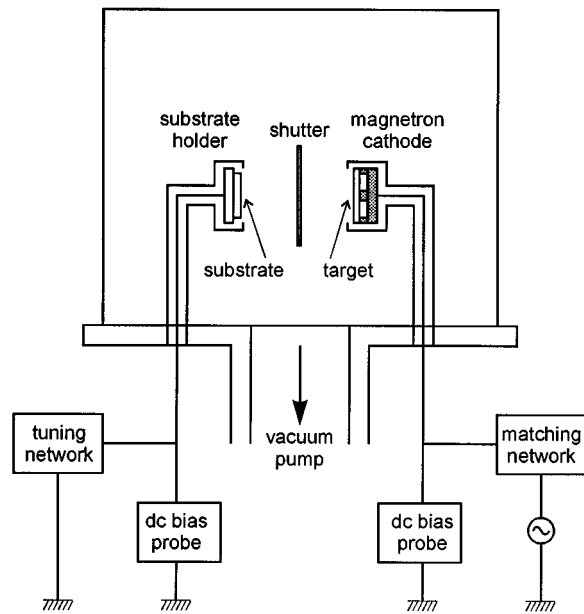 substrate
holder
shutter
magnetron
cathode
substrate
target
vacuum
pump
tuning
network
matching
network
dc bias
probe
dc bias
probe